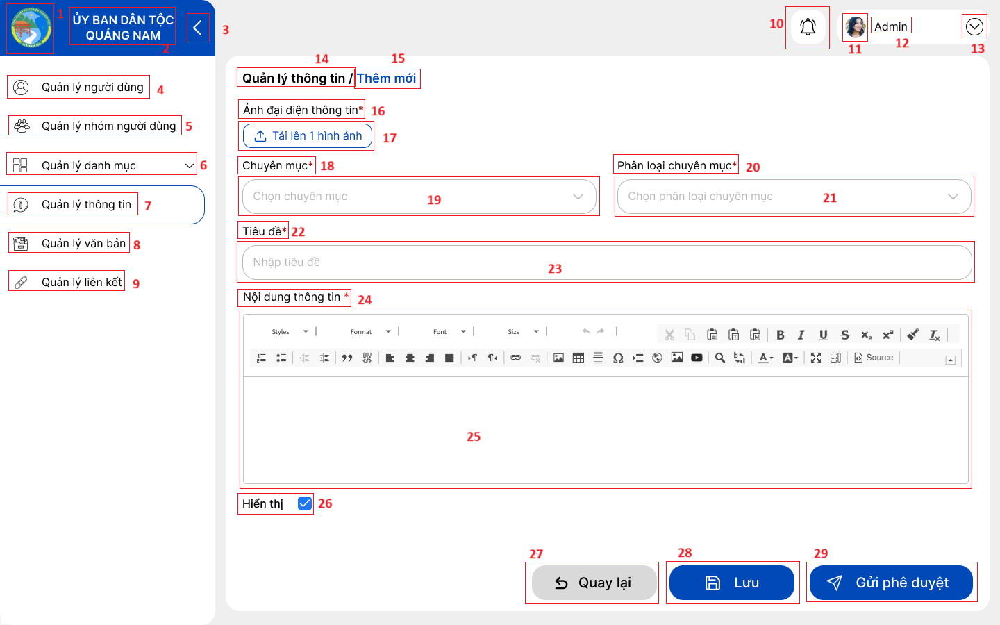 1
ỦY BAN DÂN TỘC
QUẢNG NAM
2
3
Quản lý người dùng 4
Quản lý nhóm người dùng 5
Quản lý danh mục 6
Quản lý thông tin 7
Quản lý văn bản 8
Quản lý liên kết 9
10
11
Admin
12
13
14
15
Quản lý thông tin / Thêm mới
Ảnh đại diện thông tin* 16
Tải lên 1 hình ảnh 17
Chuyên mục* 18
Chọn chuyên mục 19
Phân loại chuyên mục* 20
Chọn phân loại chuyên mục 21
Tiêu đề* 22
Nhập tiêu đề 23
Nội dung thông tin * 24
Styles Format Font Size
Source
25
Hiển thị 26
27
Quay lại
28
Lưu
29
Gửi phê duyệt